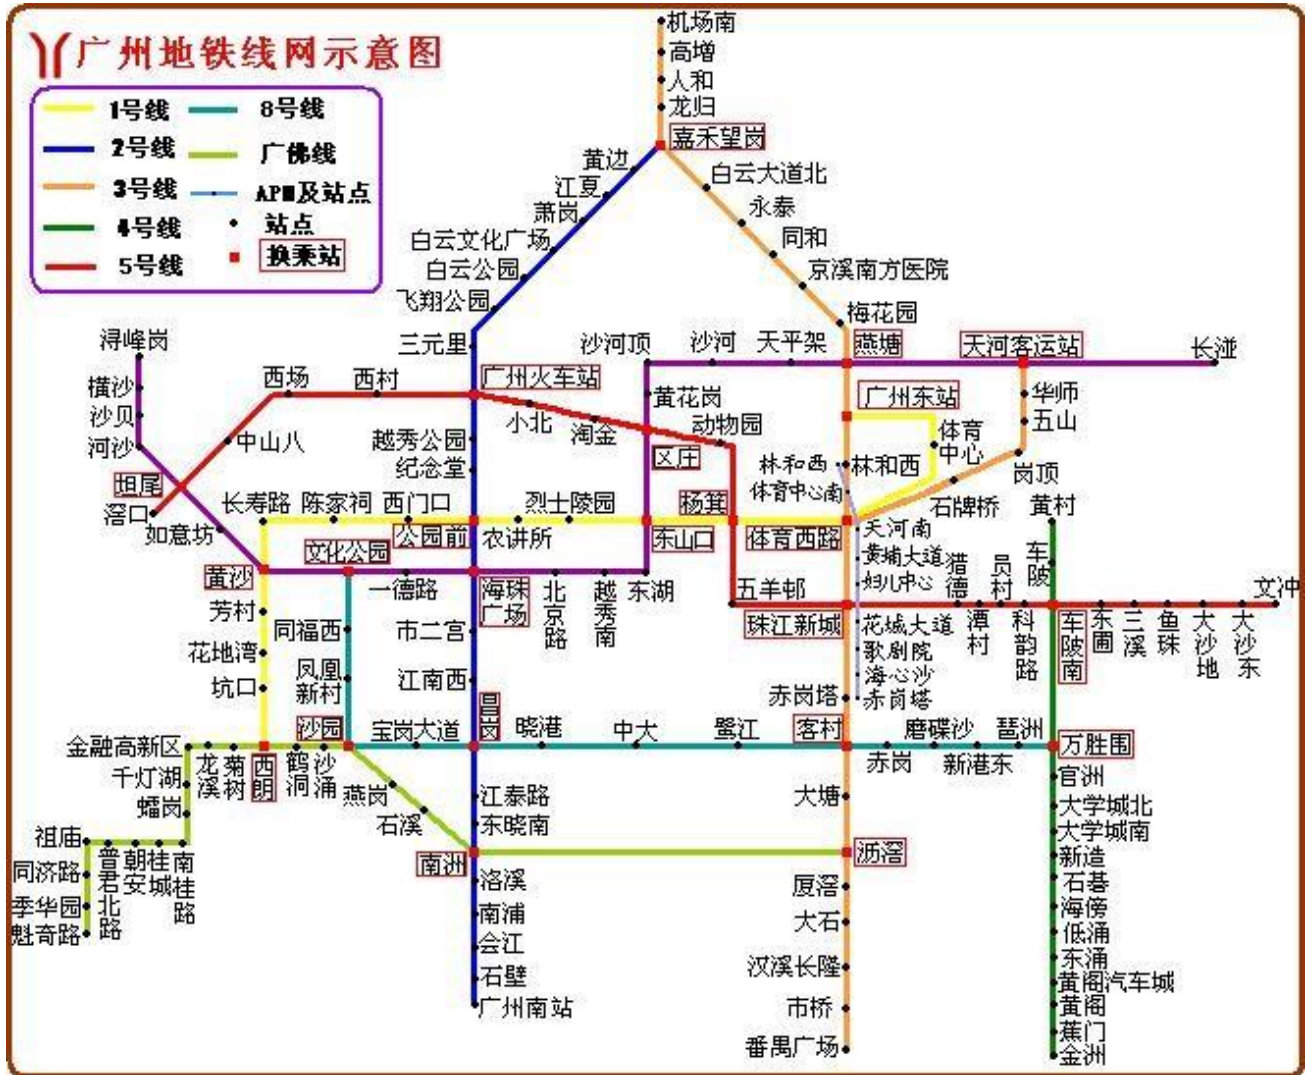 广州地铁线网示意图
1号线
8号线
2号线
广佛线
3号线
APM及站点
4号线
站点
5号线
换乘站
机场南
高增
人和
龙归
嘉禾望岗
黄边
江夏
萧岗
白云文化广场
白云公园
飞翔公园
三元里
白云大道北
永泰
同和
京溪南方医院
梅花园
燕塘
浔峰岗
横沙
沙贝
河沙
坦尾
滘口
如意坊
中山八
西场
西村
广州火车站
小北
淘金
沙河顶
沙河
天平架
天河客运站
长湴
黄花岗
动物园
区庄
广州东站
体育
中心
华师
五山
岗顶
石牌桥
越秀公园
纪念堂
林和西
林和西
体育中心南
长寿路
陈家祠
西门口
公园前
农讲所
烈士陵园
东山口
杨箕
体育西路
天河南
黄埔大道
妇儿中心
黄村
车陂
黄沙
文化公园
一德路
海珠
广场
北京路
越秀南
东湖
五羊邨
珠江新城
猎德
潭村
员村
科韵路
车陂南
东圃
三溪
鱼珠
大沙地
大沙东
文冲
花城大道
歌剧院
海心沙
赤岗塔
赤岗塔
芳村
花地湾
坑口
同福西
凤凰
新村
市二宫
江南西
昌岗
沙园
宝岗大道
晓港
中大
鹭江
客村
赤岗
磨碟沙
新港东
琶洲
万胜围
金融高新区
千灯湖
蠕岗
龙溪
菊树
西朗
鹤洞
沙涌
燕岗
石溪
南洲
沥滘
江泰路
东晓南
洛溪
南浦
会江
石壁
广州南站
大塘
厦滘
大石
汉溪长隆
市桥
番禺广场
官洲
大学城北
大学城南
新造
石碁
海傍
低涌
东涌
黄阁汽车城
黄阁
蕉门
金洲
祖庙
同济路
季华园
魁奇路
普君北路
朝安
桂城
南桂路